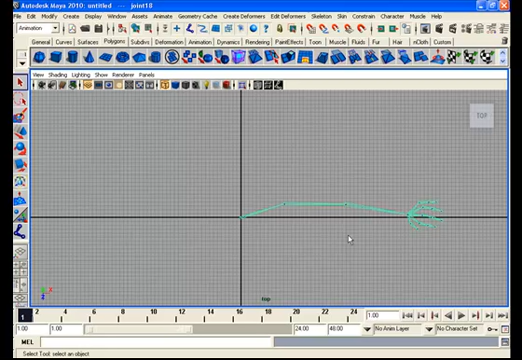 Autodesk Maya 2010: untitled --- joint18
File Edit Modify Create Display Window Assets Animate Geometry Cache Create Deformers Edit Deformers Skeleton Skin Constrain Character Help
Animation
General Curves Surfaces Polygons Subdivs Deformation Animation Dynamics Rendering PaintEffects Toon Muscle Fluids Fur Hair nCloth Custom
View Shading Lighting Show Renderer Panels
TOP
top
1 2 4 6 8 10 12 14 16 18 20 22 24 1.00
1.00 1.00 24.00 48.00 No Anim Layer No Character Set
MEL
Select Tool: select an object